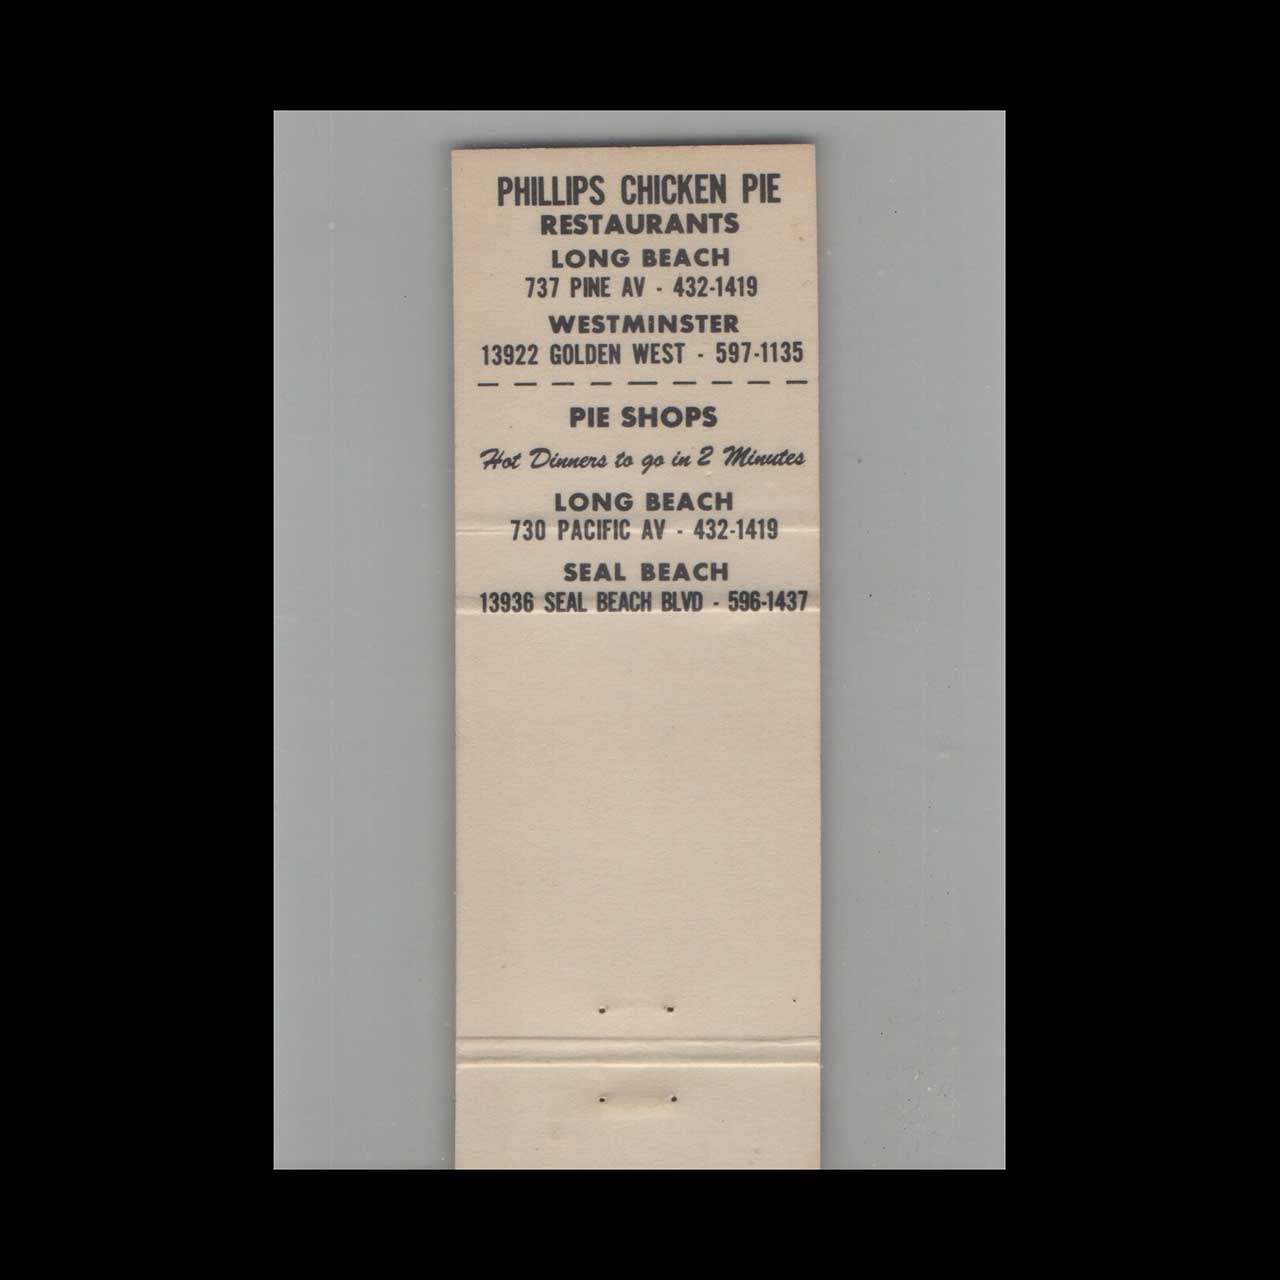 PHILLIPS CHICKEN PIE
RESTAURANTS
LONG BEACH
737 PINE AV - 432-1419
WESTMINSTER
13922 GOLDEN WEST - 597-1135
PIE SHOPS
Hot Dinners to go in 2 Minutes
LONG BEACH
730 PACIFIC AV - 432-1419
SEAL BEACH
13936 SEAL BEACH BLVD - 596-1437